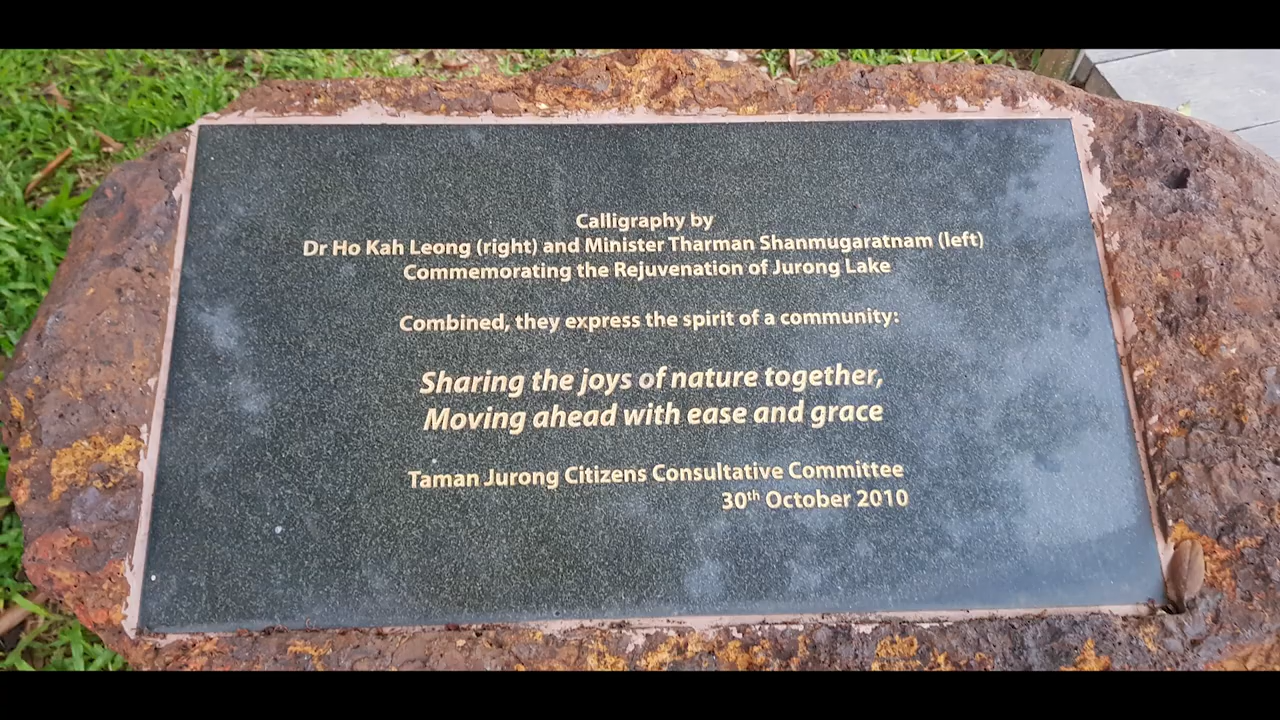 Calligraphy by
Dr Ho Kah Leong (right) and Minister Tharman Shanmugaratnam (left)
Commemorating the Rejuvenation of Jurong Lake
Combined, they express the spirit of a community:
Sharing the joys of nature together,
Moving ahead with ease and grace
Taman Jurong Citizens Consultative Committee
30th October 2010